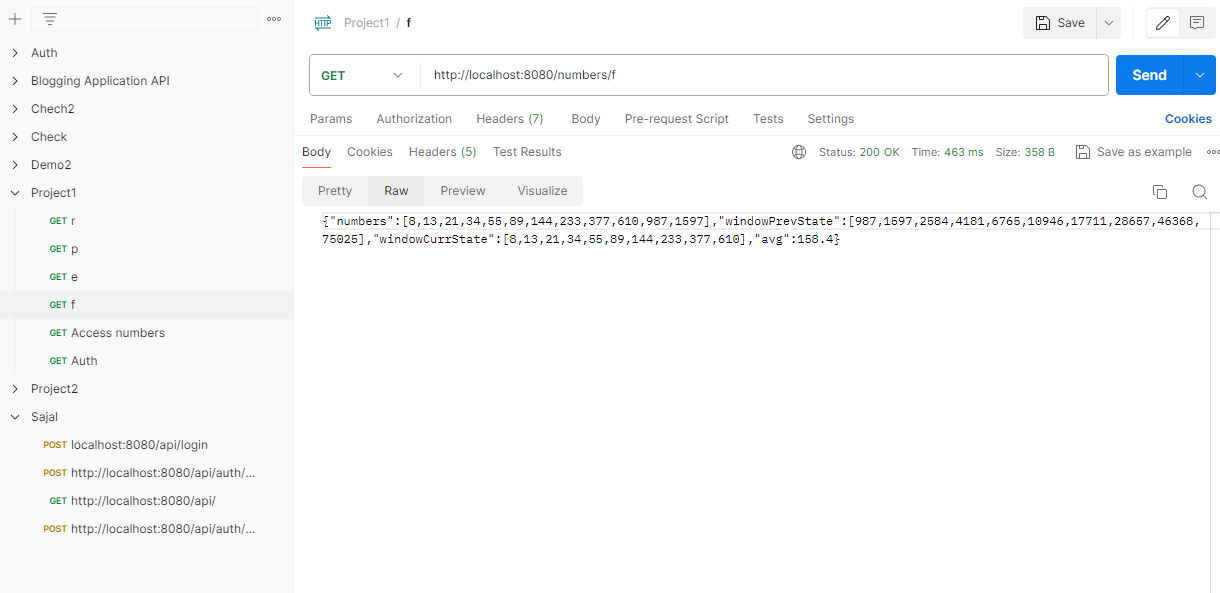 Auth
Blogging Application API
Chech2
Check
Demo2
Project1
GET r
GET p
GET e
GET f
GET Access numbers
GET Auth
Project2
Sajal
POST localhost:8080/api/login
POST http://localhost:8080/api/auth/...
GET http://localhost:8080/api/
POST http://localhost:8080/api/auth/...
HTTP Project1 / f
Save
GET http://localhost:8080/numbers/f
Send
Params Authorization Headers (7) Body Pre-request Script Tests Settings Cookies
Body Cookies Headers (5) Test Results Status: 200 OK Time: 463 ms Size: 358 B Save as example
Pretty Raw Preview Visualize
{"numbers":[8,13,21,34,55,89,144,233,377,610,987,1597],"windowPrevState":[987,1597,2584,4181,6765,10946,17711,28657,46368,
75025],"windowCurrState":[8,13,21,34,55,89,144,233,377,610],"avg":158.4}